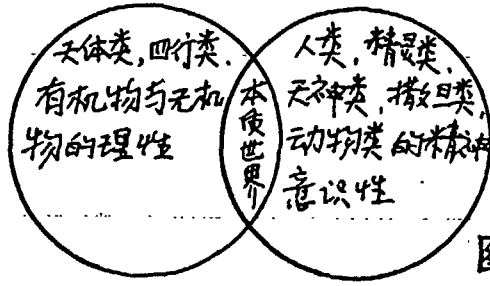 天体类,四行类,
有机物与无机
物的理性
本质世界
人类,精灵类,
天神类,撒旦类,
动物类的精神
意识性